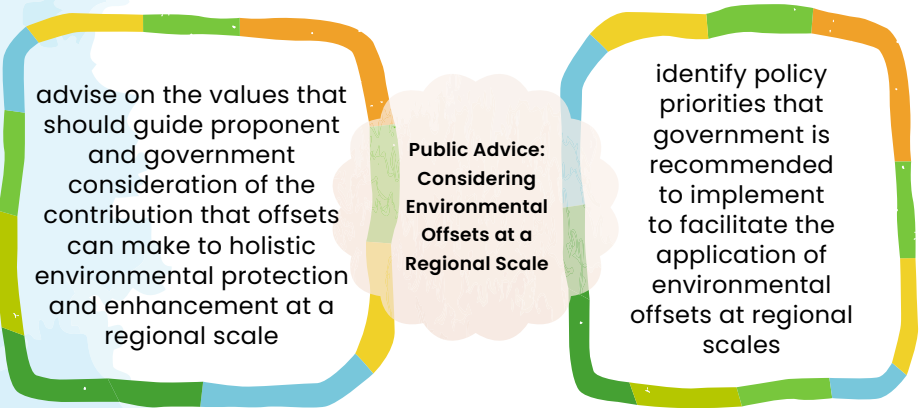 advise on the values that
should guide proponent
and government
consideration of the
contribution that offsets
can make to holistic
environmental protection
and enhancement at a
regional scale
Public Advice:
Considering
Environmental
Offsets at a
Regional Scale
identify policy
priorities that
government is
recommended
to implement
to facilitate the
application of
environmental
offsets at regional
scales